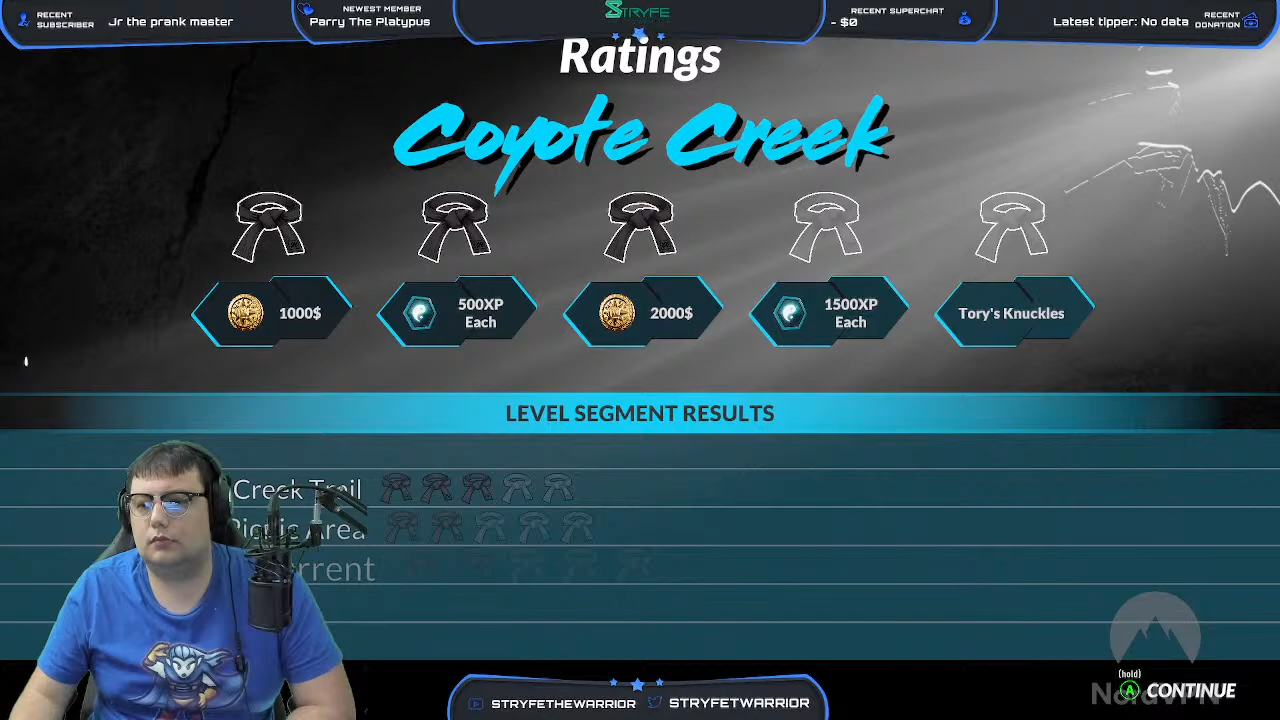 RECENT SUBSCRIBER
Jr the prank master
NEWEST MEMBER
Parry The Platypus
STRYFE
RECENT SUPERCHAT
- $0
Latest tipper: No data
RECENT DONATION
Ratings
Coyote Creek
1000$
500XP
Each
2000$
1500XP
Each
Tory's Knuckles
LEVEL SEGMENT RESULTS
Creek Trail
Picnic Area
(hold)
A CONTINUE
NordVPN
STRYFETHEWARRIOR
STRYFETWARRIOR